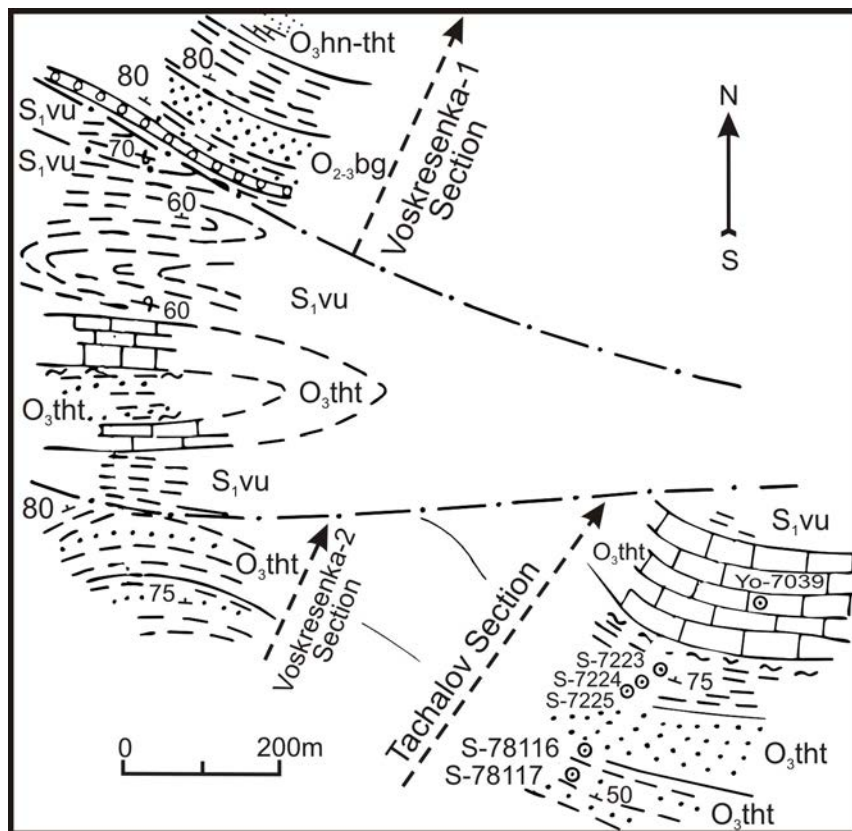 O₃hn-tht
80
80
80
S₁vu
S₁vu
70
O₂₋₃bg
60
Voskresenka-1
Section
N
S
S₁vu
60
O₃tht
O₃tht
S₁vu
80
O₃tht
75
Voskresenka-2
Section
Tachalov Section
S₁vu
O₃tht
Yo-7039
S-7223
S-7224
S-7225
75
S-78116
S-78117
O₃tht
50
O₃tht
0 200m